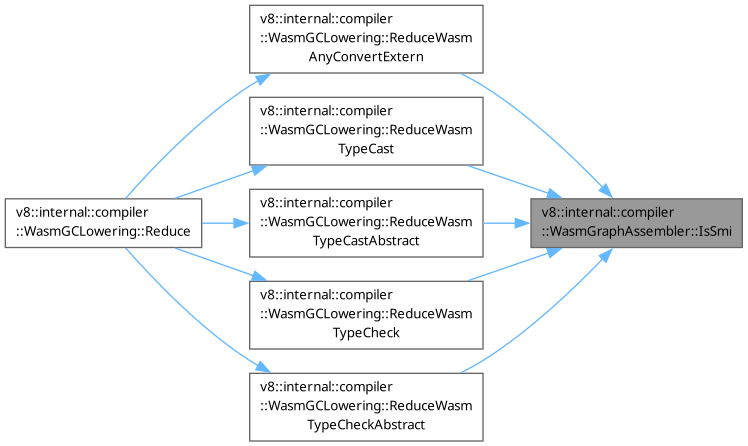 v8::internal::compiler
::WasmGCLowering::ReduceWasm
AnyConvertExtern
v8::internal::compiler
::WasmGCLowering::ReduceWasm
TypeCast
v8::internal::compiler
::WasmGCLowering::Reduce
v8::internal::compiler
::WasmGCLowering::ReduceWasm
TypeCastAbstract
v8::internal::compiler
::WasmGraphAssembler::IsSmi
v8::internal::compiler
::WasmGCLowering::ReduceWasm
TypeCheck
v8::internal::compiler
::WasmGCLowering::ReduceWasm
TypeCheckAbstract